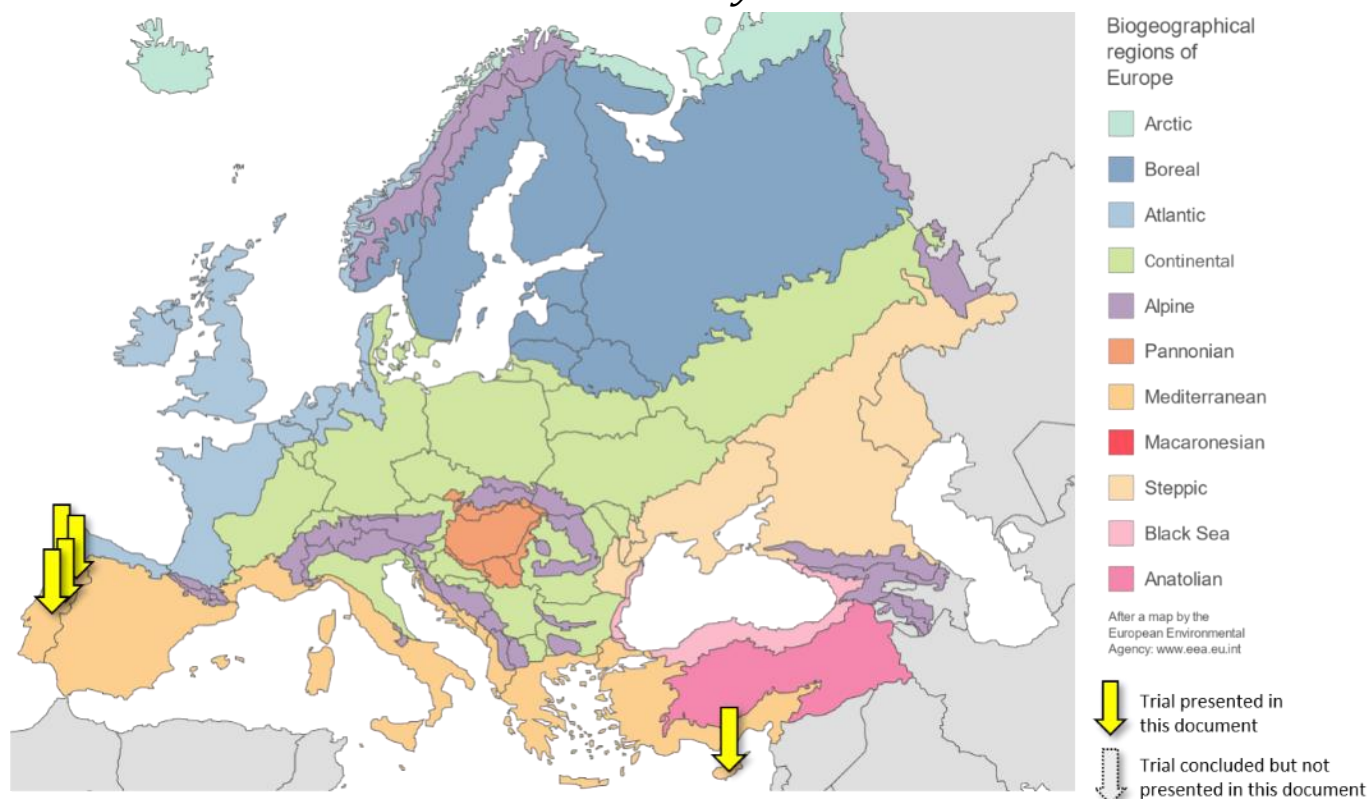 Biogeographical
regions of
Europe
Arctic
Boreal
Atlantic
Continental
Alpine
Pannonian
Mediterranean
Macaronesian
Steppic
Black Sea
Anatolian
After a map by the
European Environmental
Agency: www.eea.eu.int
Trial presented in
this document
Trial concluded but not
presented in this document